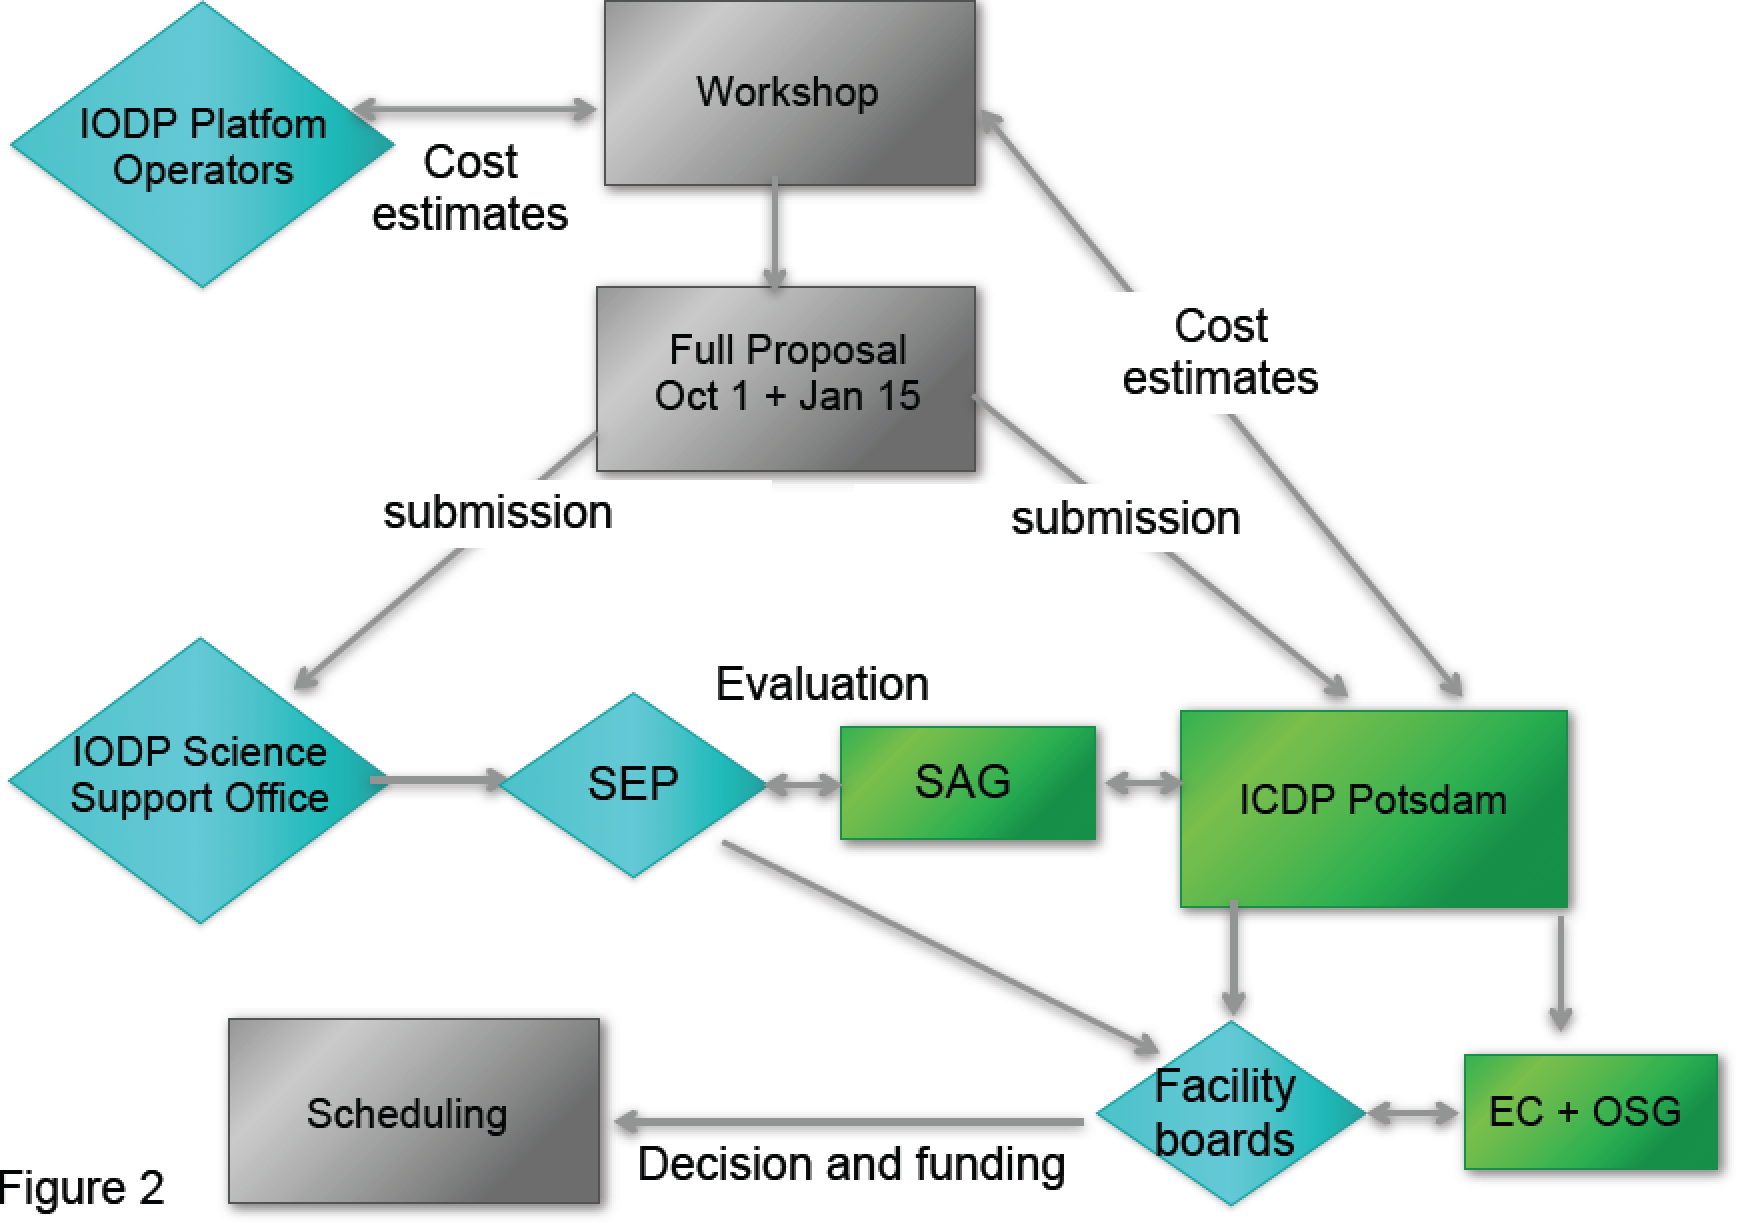 Workshop
IODP Platfom
Operators
Cost
estimates
Cost
estimates
Full Proposal
Oct 1 + Jan 15
submission
submission
Evaluation
IODP Science
Support Office
SEP
SAG
ICDP Potsdam
Facility
boards
EC + OSG
Scheduling
Decision and funding
Figure 2